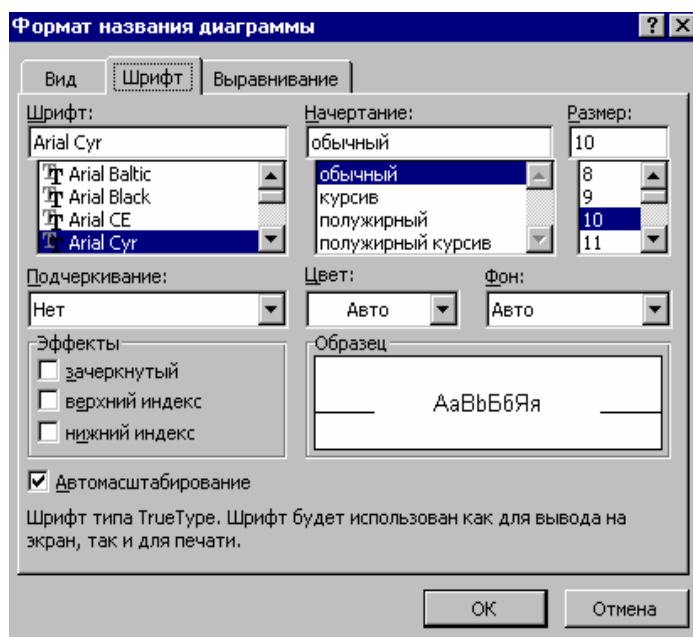 Формат названия диаграммы ? X
Вид Шрифт Выравнивание
Шрифт: Начертание: Размер:
Arial Cyr обычный 10
Arial Baltic обычный 8
Arial Black курсив 9
Arial CE полужирный 10
Arial Cyr полужирный курсив 11
Подчеркивание: Цвет: Фон:
Нет Авто Авто
Эффекты Образец
зачеркнутый
верхний индекс АаВbБбЯя
нижний индекс
Автомасштабирование
Шрифт типа TrueType. Шрифт будет использован как для вывода на
экран, так и для печати.
ОК Отмена